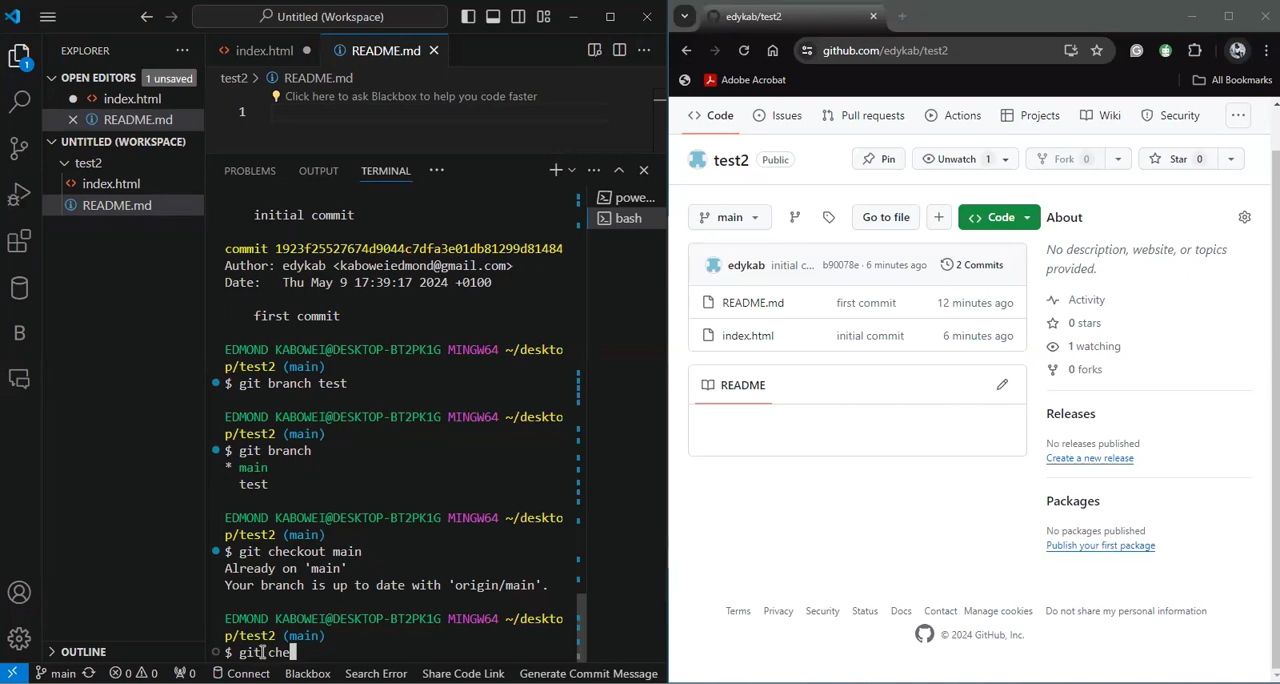 Untitled (Workspace)
EXPLORER
OPEN EDITORS 1 unsaved
index.html
README.md
UNTITLED (WORKSPACE)
test2
index.html
README.md
OUTLINE
index.html
README.md
test2 > README.md
Click here to ask Blackbox to help you code faster
1
PROBLEMS OUTPUT TERMINAL
powe...
bash
initial commit
commit 1923f25527674d9044c7dfa3e01db81299d81484
Author: edykab <kaboweiedmond@gmail.com>
Date: Thu May 9 17:39:17 2024 +0100
first commit
EDMOND KABOWEI@DESKTOP-BT2PK1G MINGW64 ~/deskto
p/test2 (main)
$ git branch test
EDMOND KABOWEI@DESKTOP-BT2PK1G MINGW64 ~/deskto
p/test2 (main)
$ git branch
* main
test
EDMOND KABOWEI@DESKTOP-BT2PK1G MINGW64 ~/deskto
p/test2 (main)
$ git checkout main
Already on 'main'
Your branch is up to date with 'origin/main'.
EDMOND KABOWEI@DESKTOP-BT2PK1G MINGW64 ~/deskto
p/test2 (main)
$ git che
main 0 0 0 Connect Blackbox Search Error Share Code Link Generate Commit Message
edykab/test2
github.com/edykab/test2
Adobe Acrobat
All Bookmarks
Code Issues Pull requests Actions Projects Wiki Security
test2 Public
Pin Unwatch 1 Fork 0 Star 0
main Go to file Code
edykab initial c... b90078e · 6 minutes ago 2 Commits
README.md first commit 12 minutes ago
index.html initial commit 6 minutes ago
README
About
No description, website, or topics
provided.
Activity
0 stars
1 watching
0 forks
Releases
No releases published
Create a new release
Packages
No packages published
Publish your first package
Terms Privacy Security Status Docs Contact Manage cookies Do not share my personal information
© 2024 GitHub, Inc.